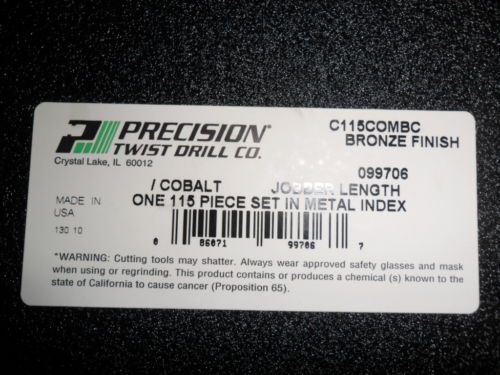 PRECISION®
TWIST DRILL CO.
Crystal Lake, IL 60012
C115COMBC
BRONZE FINISH
099706
/ COBALT JOBBER LENGTH
ONE 115 PIECE SET IN METAL INDEX
MADE IN
USA
130 10
0 86071 99706 7
*WARNING: Cutting tools may shatter. Always wear approved safety glasses and mask
when using or regrinding. This product contains or produces a chemical (s) known to the
state of California to cause cancer (Proposition 65).